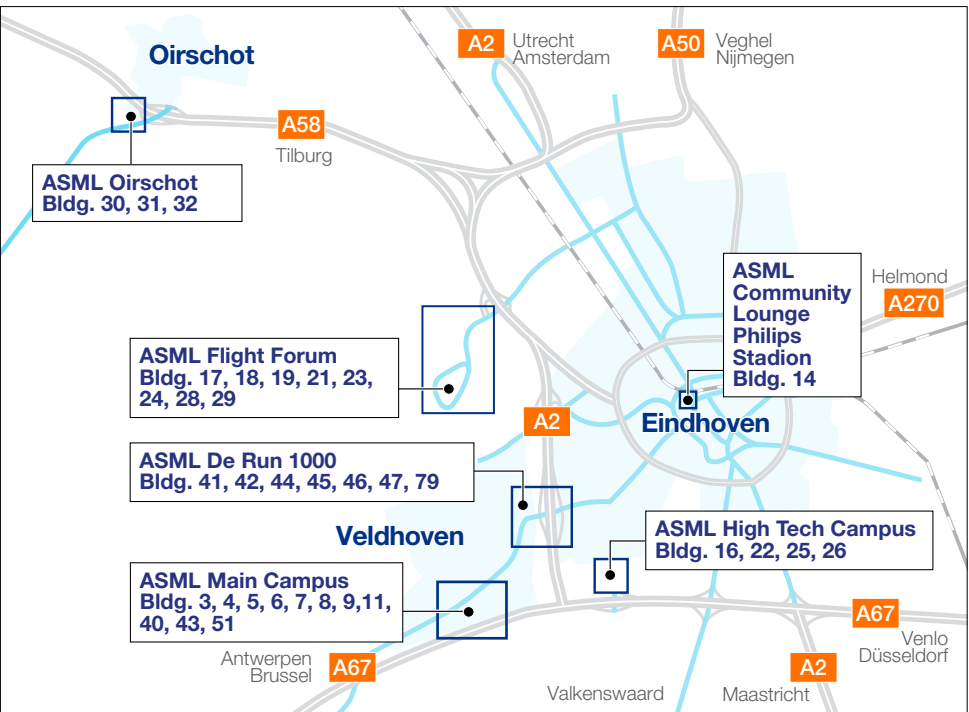 Oirschot
A2
Utrecht
Amsterdam
A50
Veghel
Nijmegen
A58
Tilburg
ASML Oirschot
Bldg. 30, 31, 32
ASML
Community
Lounge
Philips
Stadion
Bldg. 14
Helmond
A270
ASML Flight Forum
Bldg. 17, 18, 19, 21, 23,
24, 28, 29
A2
Eindhoven
ASML De Run 1000
Bldg. 41, 42, 44, 45, 46, 47, 79
Veldhoven
ASML High Tech Campus
Bldg. 16, 22, 25, 26
ASML Main Campus
Bldg. 3, 4, 5, 6, 7, 8, 9,11,
40, 43, 51
A67
Venlo
Düsseldorf
Antwerpen
Brussel
A67
A2
Valkenswaard
Maastricht